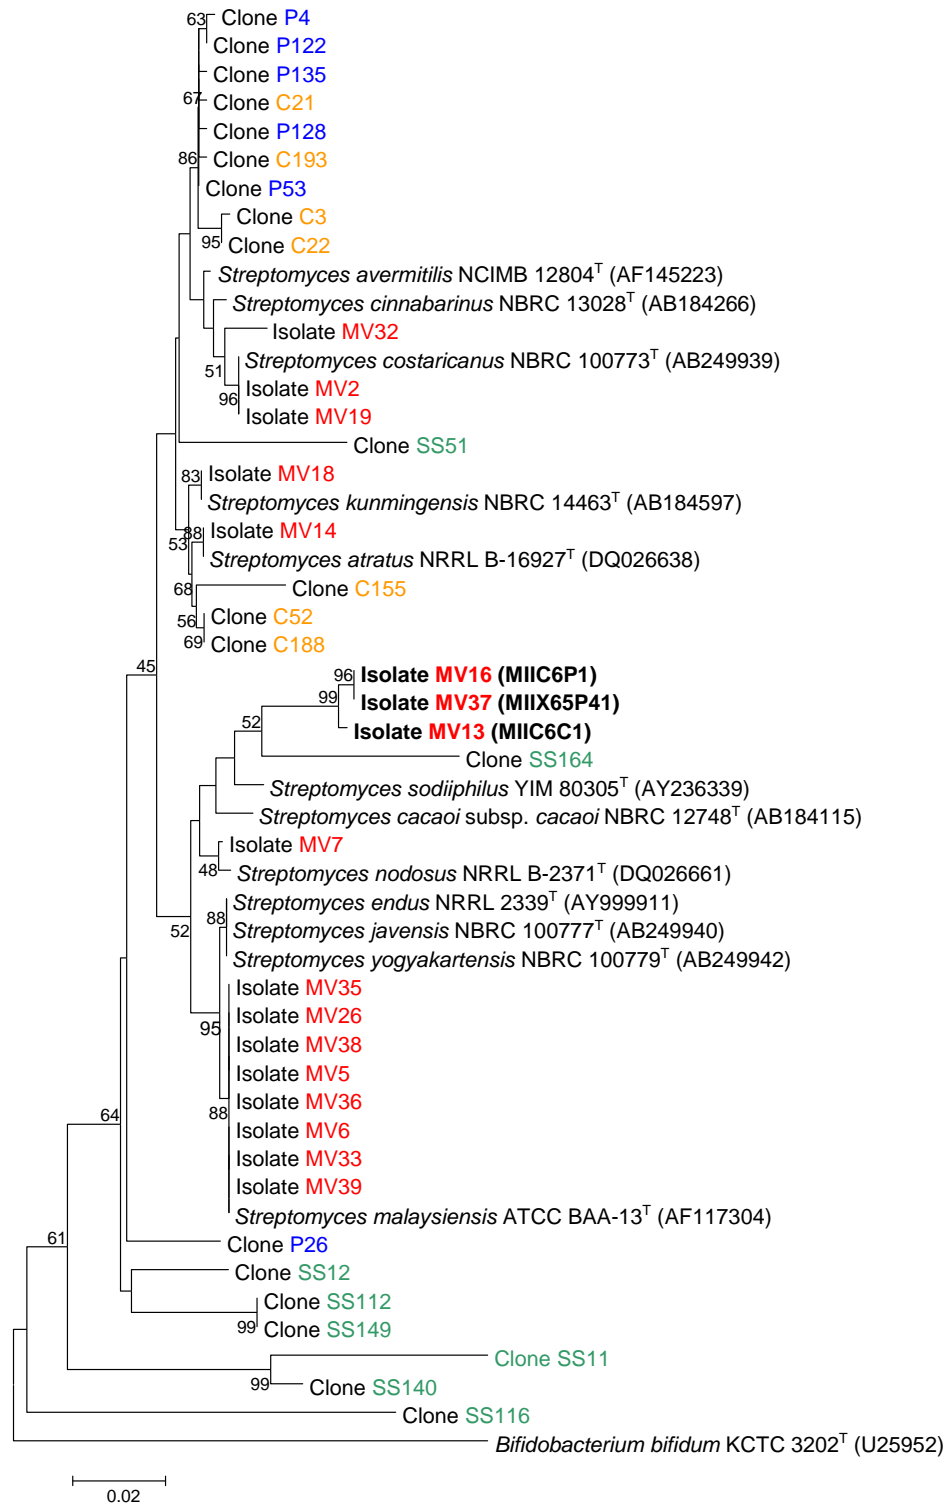 63
Clone P4
Clone P122
Clone P135
67
Clone C21
Clone P128
86
Clone C193
Clone P53
Clone C3
95
Clone C22
Streptomyces avermitilis NCIMB 12804T (AF145223)
Streptomyces cinnabarinus NBRC 13028T (AB184266)
Isolate MV32
Streptomyces costaricanus NBRC 100773T (AB249939)
51
Isolate MV2
96
Isolate MV19
Clone SS51
83
Isolate MV18
Streptomyces kunmingensis NBRC 14463T (AB184597)
88
Isolate MV14
53
Streptomyces atratus NRRL B-16927T (DQ026638)
68
Clone C155
56
Clone C52
69
Clone C188
45
96
Isolate MV16 (MIIC6P1)
99
Isolate MV37 (MIIX65P41)
52
Isolate MV13 (MIIC6C1)
Clone SS164
Streptomyces sodiiphilus YIM 80305T (AY236339)
Streptomyces cacaoi subsp. cacaoi NBRC 12748T (AB184115)
Isolate MV7
48
Streptomyces nodosus NRRL B-2371T (DQ026661)
Streptomyces endus NRRL 2339T (AY999911)
88
52
Streptomyces javensis NBRC 100777T (AB249940)
Streptomyces yogyakartensis NBRC 100779T (AB249942)
Isolate MV35
Isolate MV26
95
Isolate MV38
Isolate MV5
Isolate MV36
88
64
Isolate MV6
Isolate MV33
Isolate MV39
Streptomyces malaysiensis ATCC BAA-13T (AF117304)
61
Clone P26
Clone SS12
Clone SS112
99
Clone SS149
Clone SS11
99
Clone SS140
Clone SS116
Bifidobacterium bifidum KCTC 3202T (U25952)
0.02